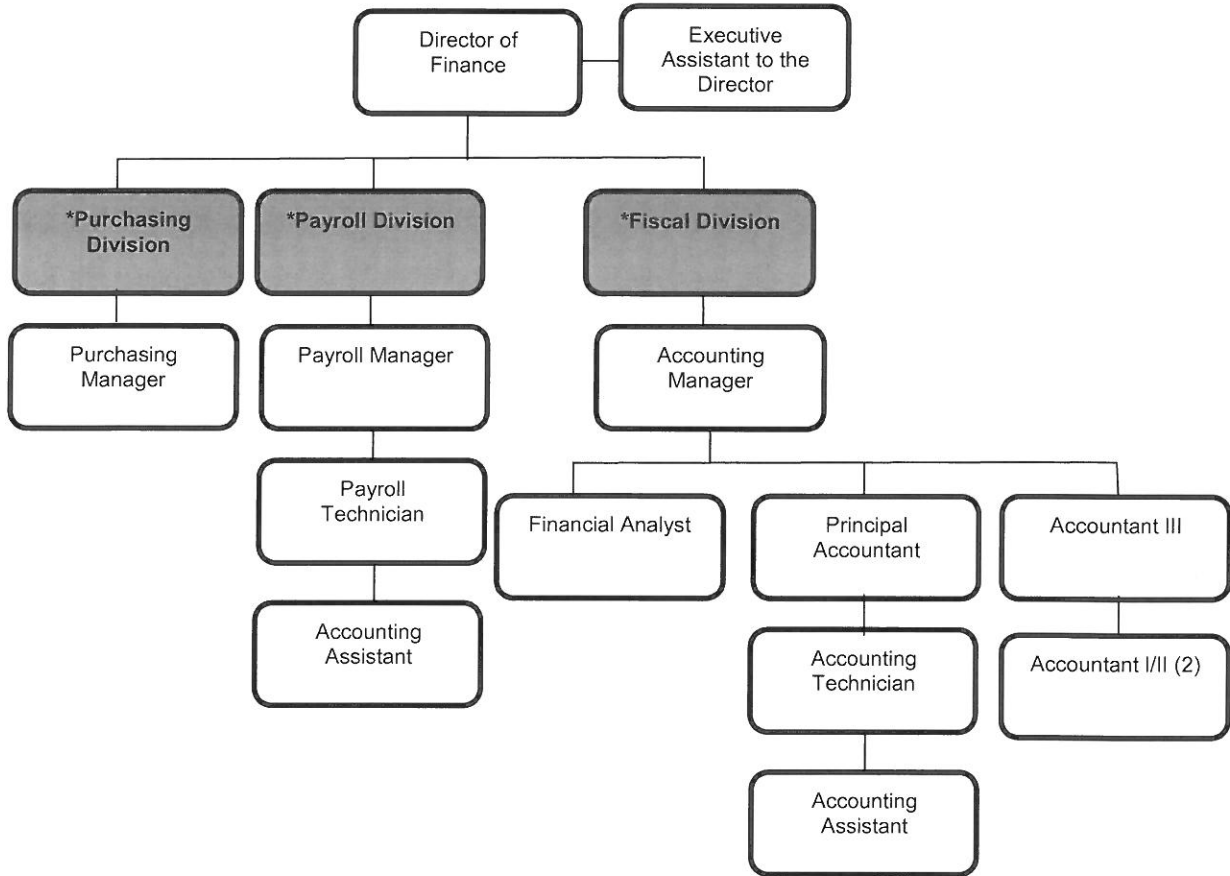 Director of
Finance
Executive
Assistant to the
Director
*Purchasing
Division
*Payroll Division
*Fiscal Division
Purchasing
Manager
Payroll Manager
Accounting
Manager
Payroll
Technician
Financial Analyst
Principal
Accountant
Accountant III
Accounting
Assistant
Accounting
Technician
Accountant I/II (2)
Accounting
Assistant